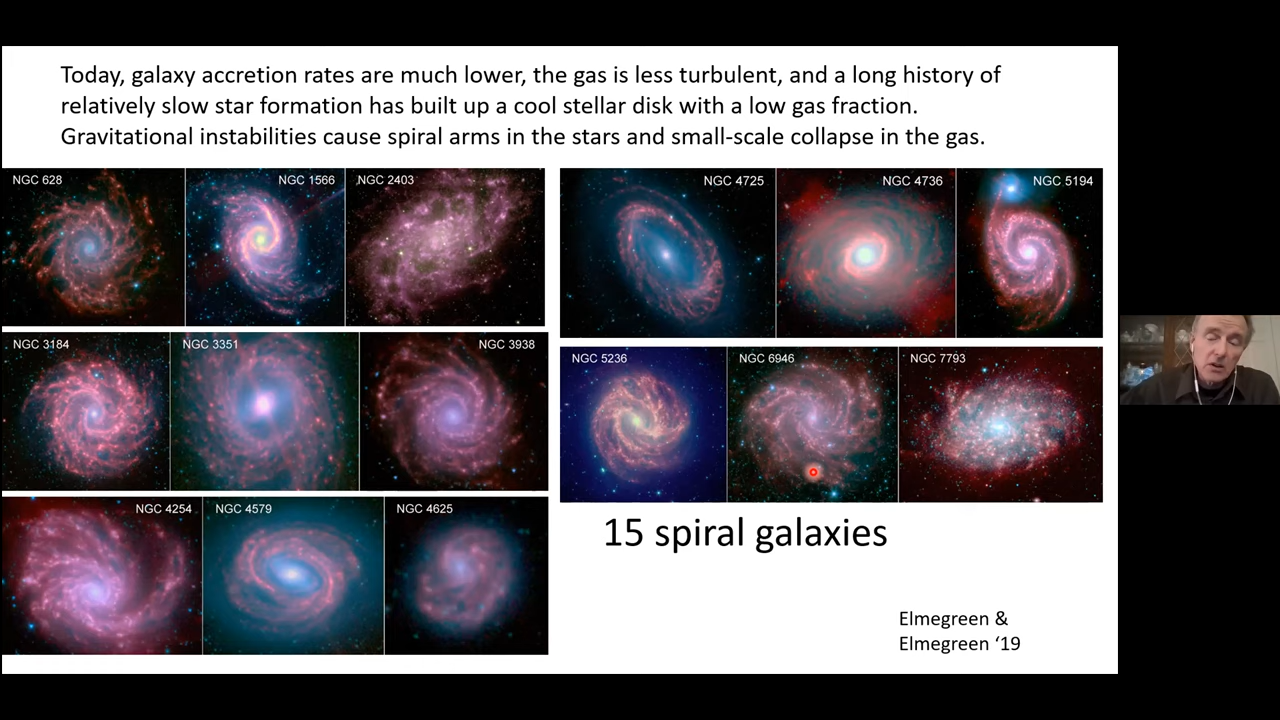 Today, galaxy accretion rates are much lower, the gas is less turbulent, and a long history of
relatively slow star formation has built up a cool stellar disk with a low gas fraction.
Gravitational instabilities cause spiral arms in the stars and small-scale collapse in the gas.
NGC 628
NGC 1566
NGC 2403
NGC 3184
NGC 3351
NGC 3938
NGC 4254
NGC 4579
NGC 4625
NGC 4725
NGC 4736
NGC 5194
NGC 5236
NGC 6946
NGC 7793
15 spiral galaxies
Elmegreen &
Elmegreen ‘19